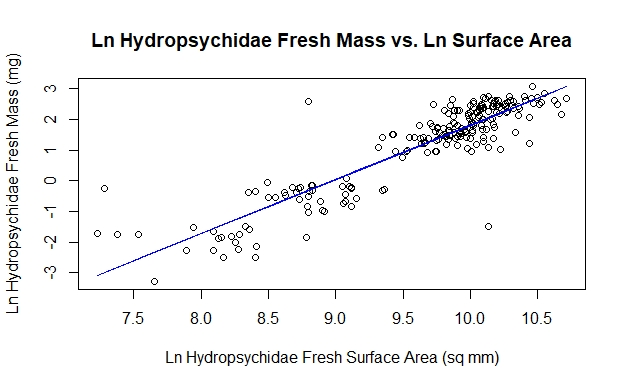 Ln Hydropsychidae Fresh Mass vs. Ln Surface Area
Ln Hydropsychidae Fresh Mass (mg)
3
2
1
0
-1
-2
-3
7.5 8.0 8.5 9.0 9.5 10.0 10.5
Ln Hydropsychidae Fresh Surface Area (sq mm)